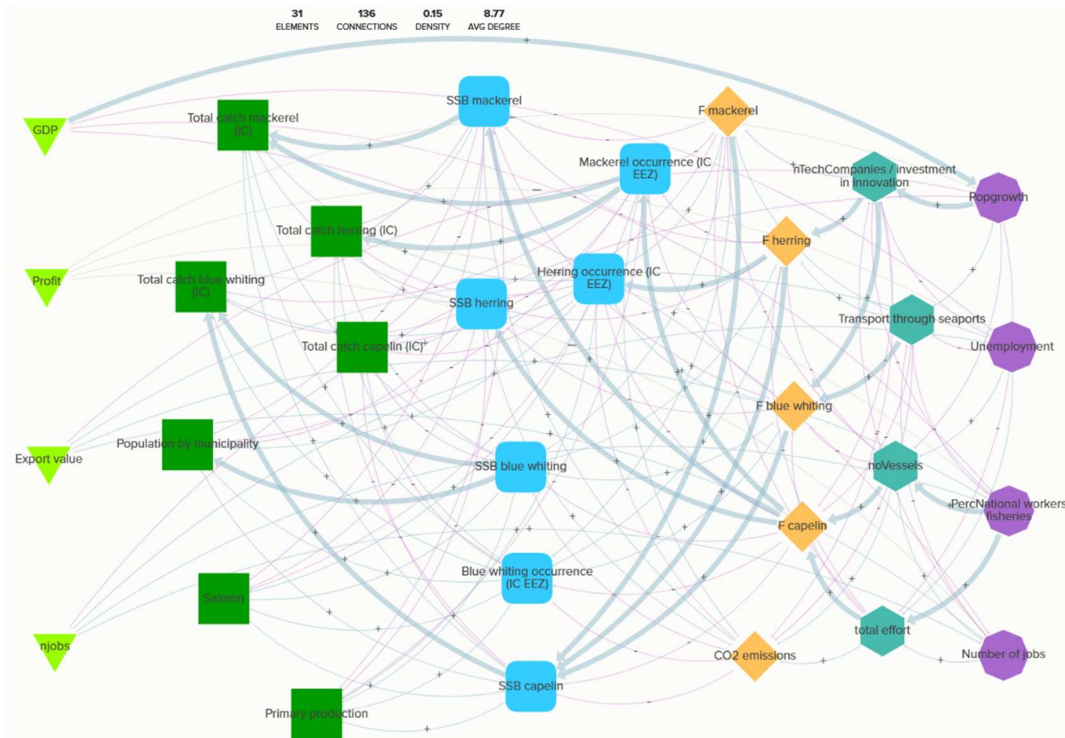 31 136 0.15 8.77
ELEMENTS CONNECTIONS DENSITY AVG DEGREE
GDP
Total catch mackerel
(IC)
SSB mackerel
F mackerel
Mackerel occurrence (IC
EEZ)
nTechCompanies / investment
in innovation
Popgrowth
Total catch herring (IC)
F herring
Profit
Total catch blue whiting
(IC)
SSB herring
Herring occurrence (IC
EEZ)
Transport through seaports
Total catch capelin (IC)
Unemployment
F blue whiting
Export value
Population by municipality
SSB blue whiting
noVessels
PercNational workers
fisheries
F capelin
Blue whiting occurrence
(IC EEZ)
Salmon
total effort
njobs
CO2 emissions
Number of jobs
SSB capelin
Primary production